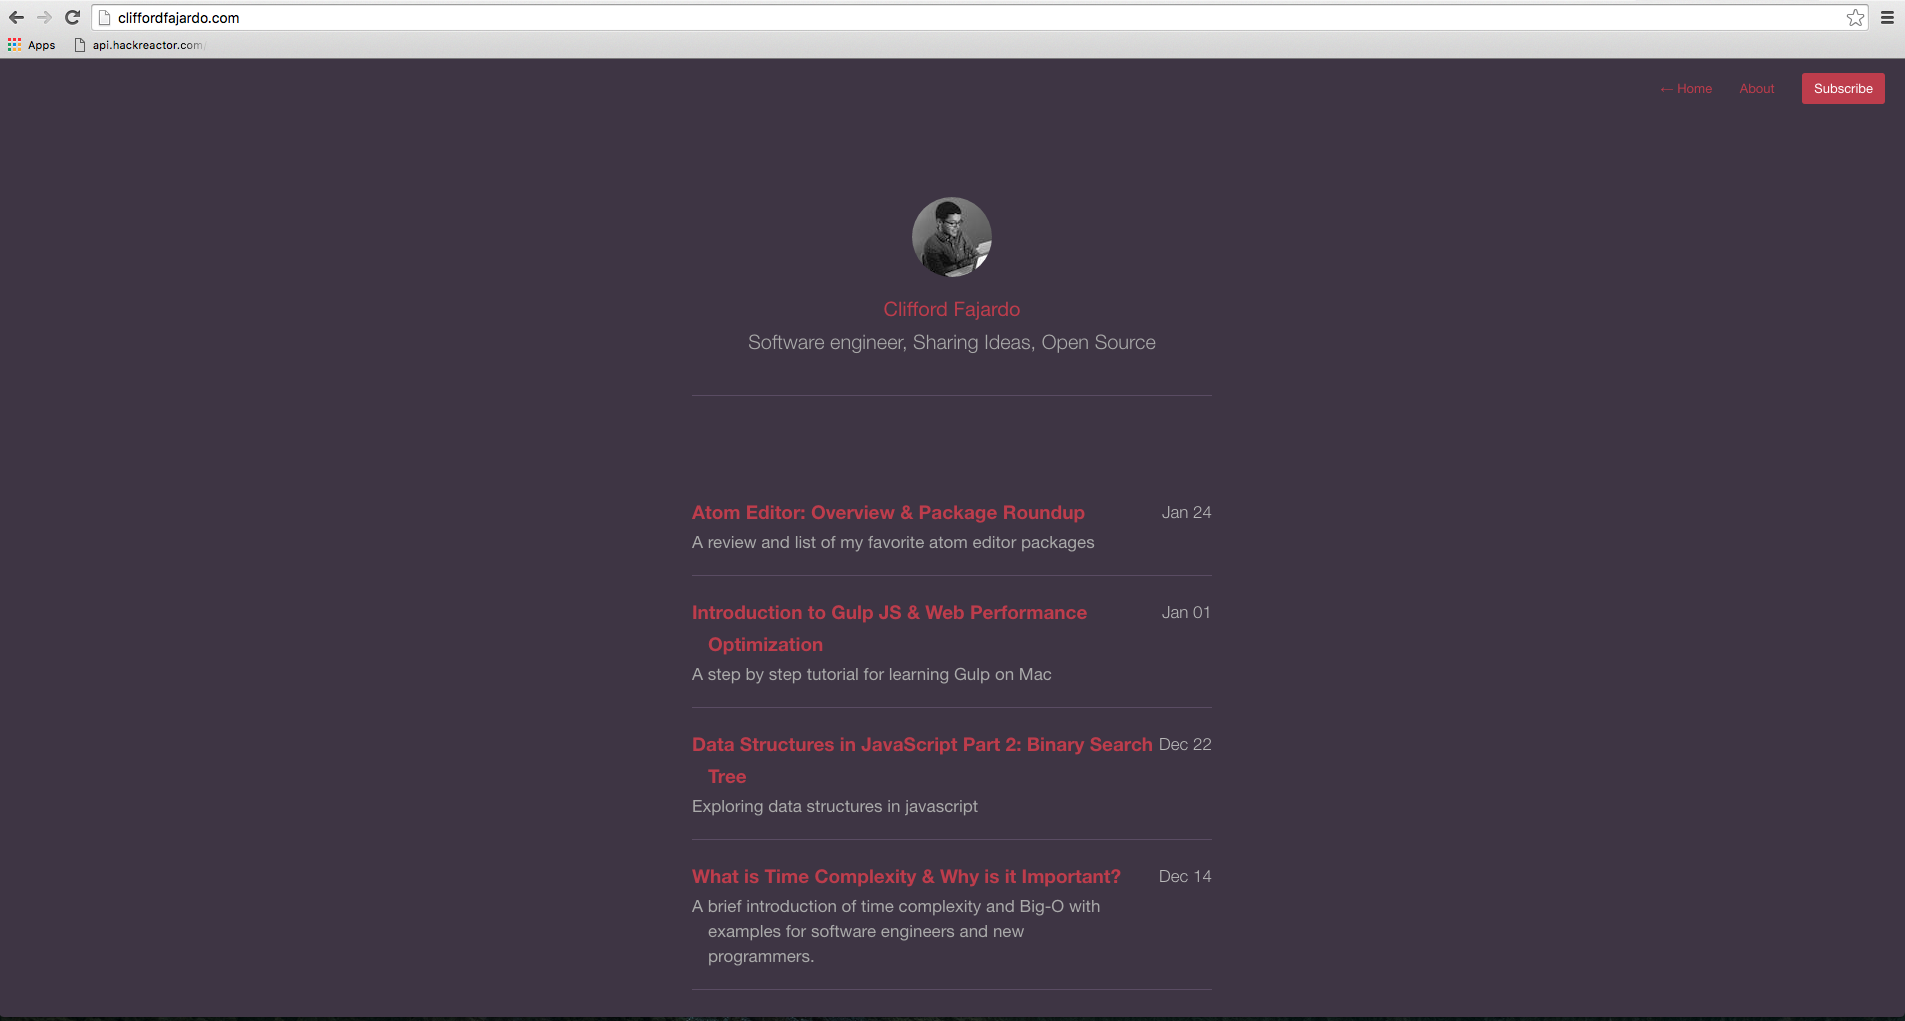 cliffordfajardo.com
Apps api.hackreactor.com
← Home About Subscribe
Clifford Fajardo
Software engineer, Sharing Ideas, Open Source
Atom Editor: Overview & Package Roundup Jan 24
A review and list of my favorite atom editor packages
Introduction to Gulp JS & Web Performance Jan 01
Optimization
A step by step tutorial for learning Gulp on Mac
Data Structures in JavaScript Part 2: Binary Search Dec 22
Tree
Exploring data structures in javascript
What is Time Complexity & Why is it Important? Dec 14
A brief introduction of time complexity and Big-O with
examples for software engineers and new
programmers.